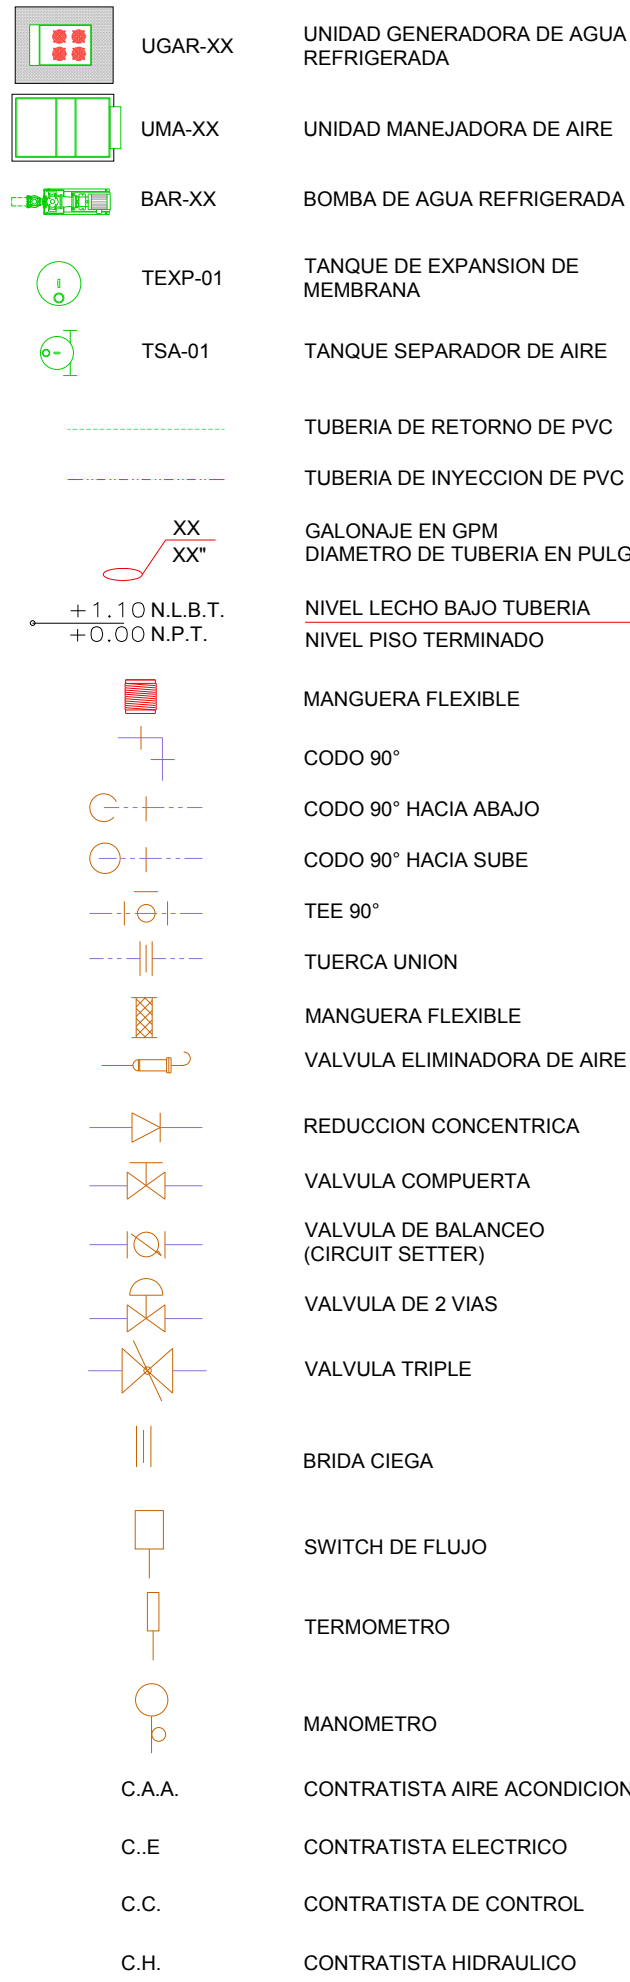 UGAR-XX UNIDAD GENERADORA DE AGUA
REFRIGERADA
UMA-XX UNIDAD MANEJADORA DE AIRE
BAR-XX BOMBA DE AGUA REFRIGERADA
TEXP-01 TANQUE DE EXPANSION DE
MEMBRANA
TSA-01 TANQUE SEPARADOR DE AIRE
TUBERIA DE RETORNO DE PVC
TUBERIA DE INYECCION DE PVC
XX GALONAJE EN GPM
XX" DIAMETRO DE TUBERIA EN PULG
+1.10 N.L.B.T. NIVEL LECHO BAJO TUBERIA
+0.00 N.P.T. NIVEL PISO TERMINADO
MANGUERA FLEXIBLE
CODO 90°
CODO 90° HACIA ABAJO
CODO 90° HACIA SUBE
TEE 90°
TUERCA UNION
MANGUERA FLEXIBLE
VALVULA ELIMINADORA DE AIRE
REDUCCION CONCENTRICA
VALVULA COMPUERTA
VALVULA DE BALANCEO
(CIRCUIT SETTER)
VALVULA DE 2 VIAS
VALVULA TRIPLE
BRIDA CIEGA
SWITCH DE FLUJO
TERMOMETRO
MANOMETRO
C.A.A. CONTRATISTA AIRE ACONDICION
C..E CONTRATISTA ELECTRICO
C.C. CONTRATISTA DE CONTROL
C.H. CONTRATISTA HIDRAULICO